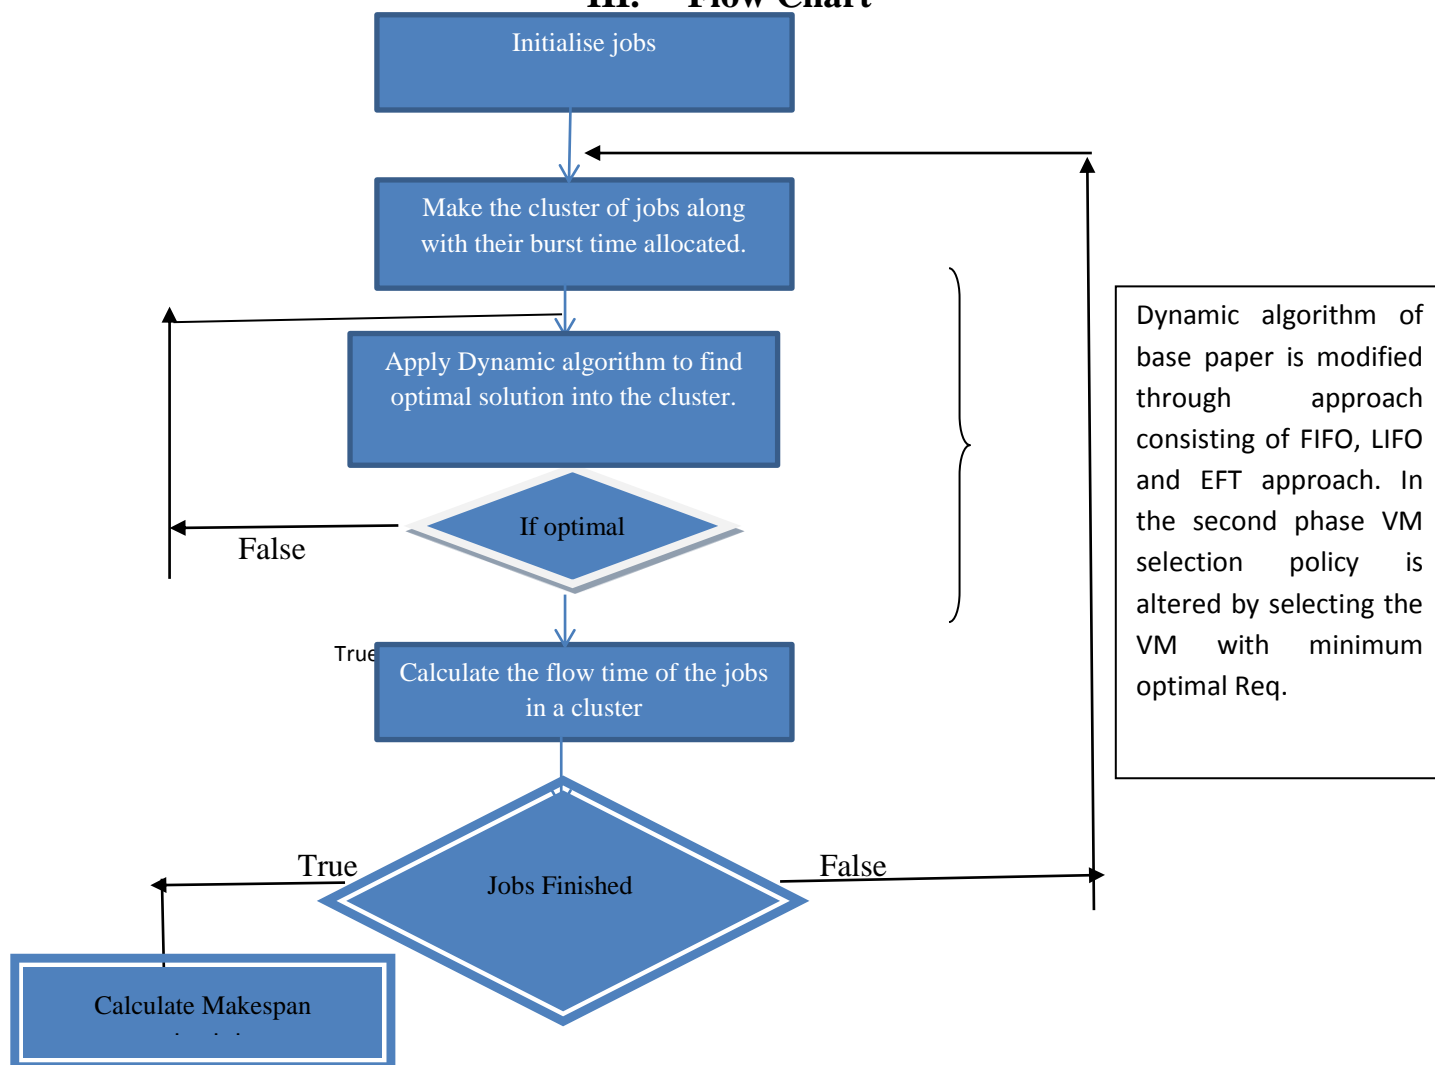 III. Flow Chart
Initialise jobs
Make the cluster of jobs along
with their burst time allocated.
Apply Dynamic algorithm to find
optimal solution into the cluster.
If optimal
False
True
Calculate the flow time of the jobs
in a cluster
True
False
Jobs Finished
Calculate Makespan
Dynamic algorithm of
base paper is modified
through approach
consisting of FIFO, LIFO
and EFT approach. In
the second phase VM
selection policy is
altered by selecting the
VM with minimum
optimal Req.